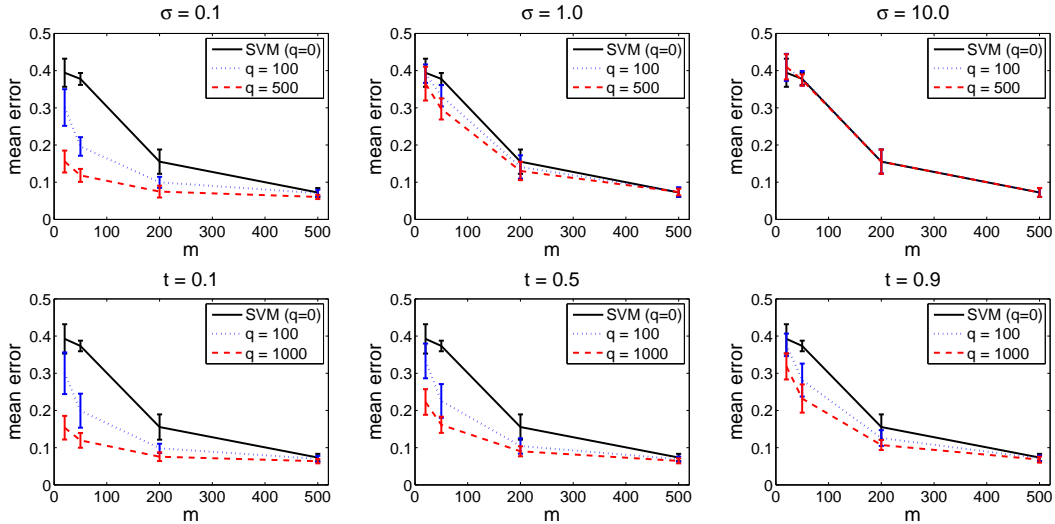 σ = 0.1
0.5
0.4
0.3
0.2
0.1
0
mean error
SVM (q=0)
q = 100
q = 500
0 100 200 300 400 500
m
σ = 1.0
0.5
0.4
0.3
0.2
0.1
0
mean error
SVM (q=0)
q = 100
q = 500
0 100 200 300 400 500
m
σ = 10.0
0.5
0.4
0.3
0.2
0.1
0
mean error
SVM (q=0)
q = 100
q = 500
0 100 200 300 400 500
m
t = 0.1
0.5
0.4
0.3
0.2
0.1
0
mean error
SVM (q=0)
q = 100
q = 1000
0 100 200 300 400 500
m
t = 0.5
0.5
0.4
0.3
0.2
0.1
0
mean error
SVM (q=0)
q = 100
q = 1000
0 100 200 300 400 500
m
t = 0.9
0.5
0.4
0.3
0.2
0.1
0
mean error
SVM (q=0)
q = 100
q = 1000
0 100 200 300 400 500
m